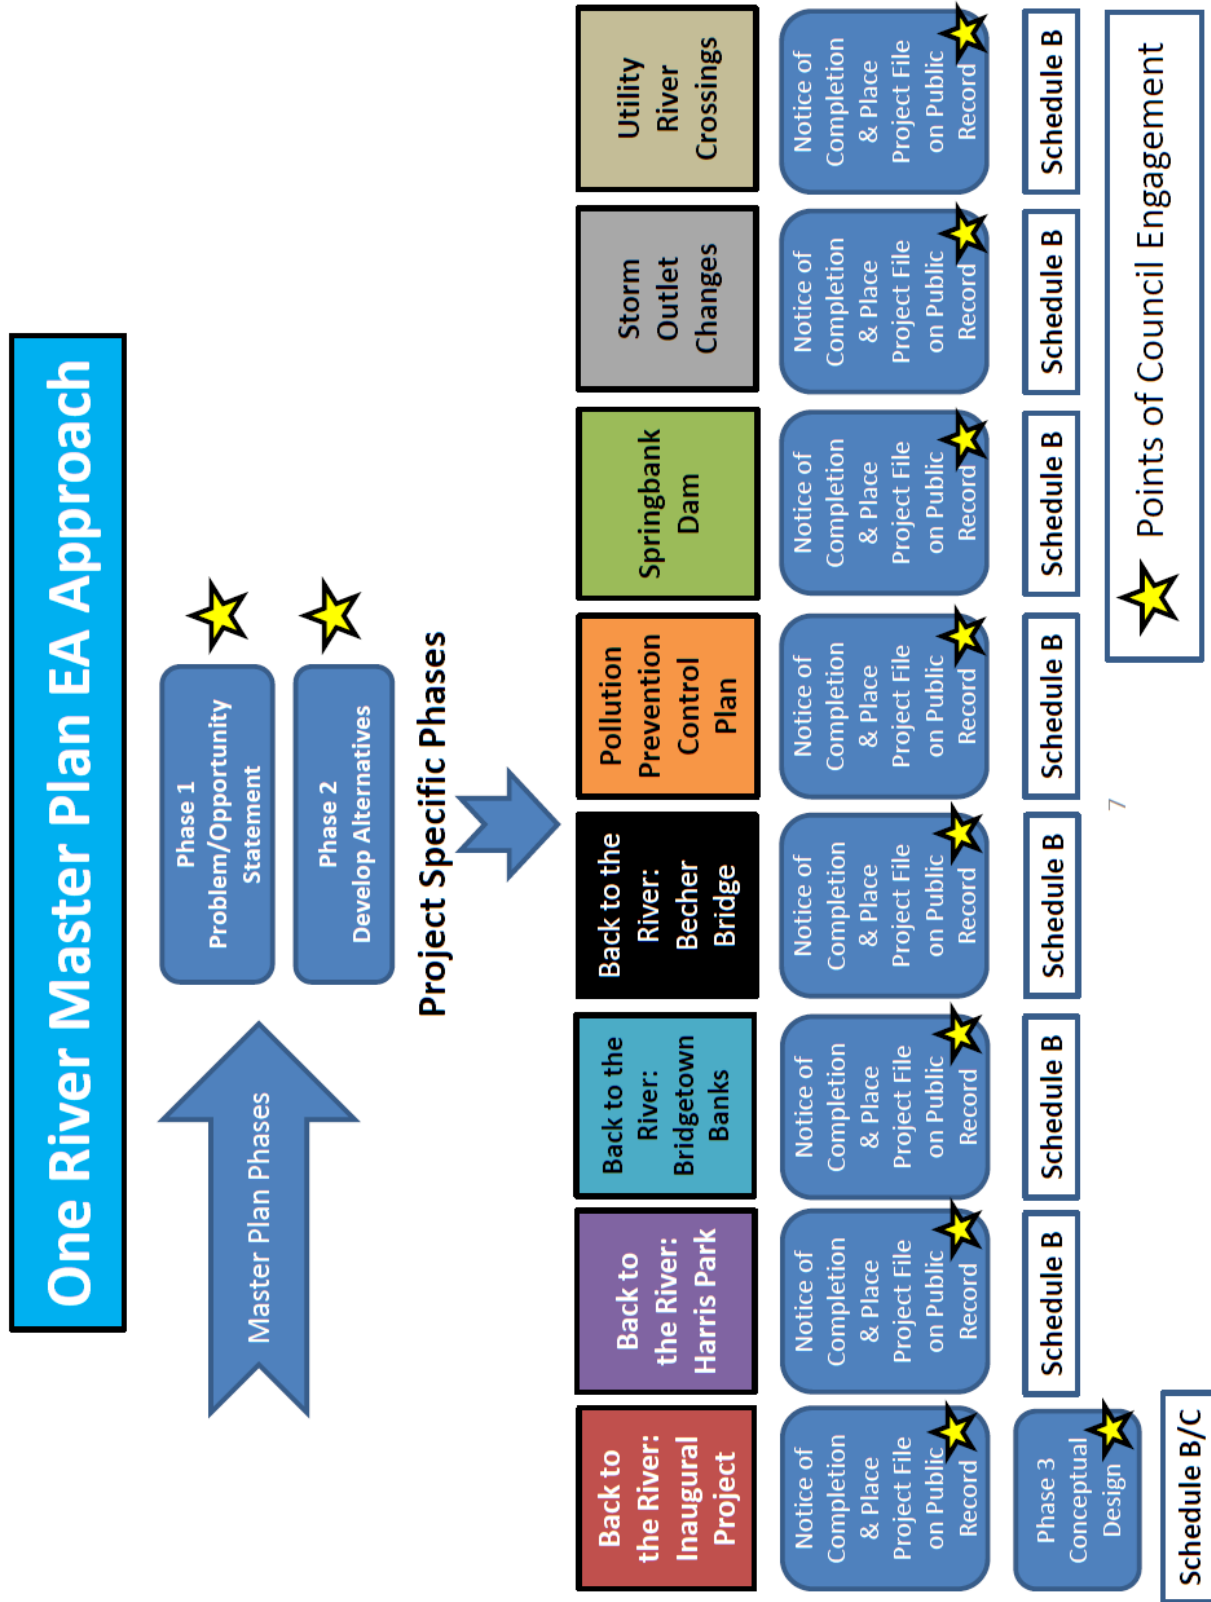 One River Master Plan EA Approach
Master Plan Phases
Phase 1
Problem/Opportunity
Statement
Phase 2
Develop Alternatives
Project Specific Phases
Back to
the River:
Inaugural
Project
Back to
the River:
Harris Park
Back to the
River:
Bridgetown
Banks
Back to the
River:
Becher
Bridge
Pollution
Prevention
Control
Plan
Springbank
Dam
Storm
Outlet
Changes
Utility
River
Crossings
Notice of
Completion
& Place
Project File
on Public
Record
Notice of
Completion
& Place
Project File
on Public
Record
Notice of
Completion
& Place
Project File
on Public
Record
Notice of
Completion
& Place
Project File
on Public
Record
Notice of
Completion
& Place
Project File
on Public
Record
Notice of
Completion
& Place
Project File
on Public
Record
Notice of
Completion
& Place
Project File
on Public
Record
Notice of
Completion
& Place
Project File
on Public
Record
Phase 3
Conceptual
Design
Schedule B/C
Schedule B
Schedule B
Schedule B
Schedule B
Schedule B
Schedule B
Schedule B
Points of Council Engagement
7